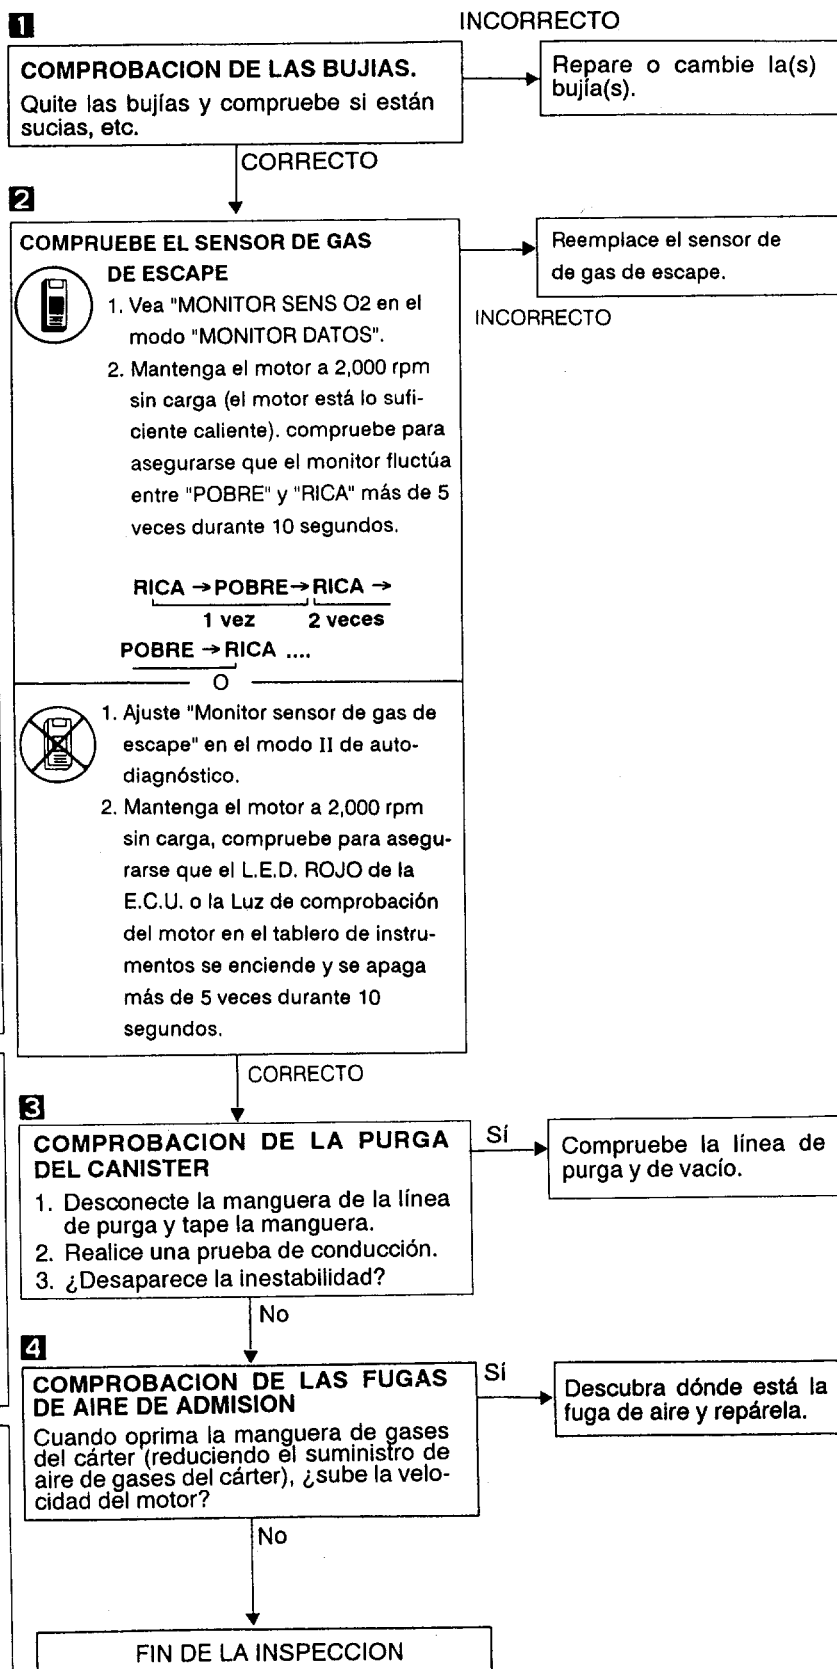 1
INCORRECTO
COMPROBACION DE LAS BUJIAS.
Quite las bujías y compruebe si están
sucias, etc.
Repare o cambie la(s)
bujía(s).
CORRECTO
2
COMPRUEBE EL SENSOR DE GAS
DE ESCAPE
1. Vea "MONITOR SENS O2 en el
modo "MONITOR DATOS".
2. Mantenga el motor a 2,000 rpm
sin carga (el motor está lo sufi-
ciente caliente). compruebe para
asegurarse que el monitor fluctúa
entre "POBRE" y "RICA" más de 5
veces durante 10 segundos.
RICA → POBRE → RICA →
1 vez 2 veces
POBRE → RICA ....
Reemplace el sensor de
de gas de escape.
INCORRECTO
O
1. Ajuste "Monitor sensor de gas de
escape" en el modo II de auto-
diagnóstico.
2. Mantenga el motor a 2,000 rpm
sin carga, compruebe para asegu-
rarse que el L.E.D. ROJO de la
E.C.U. o la Luz de comprobación
del motor en el tablero de instru-
mentos se enciende y se apaga
más de 5 veces durante 10
segundos.
CORRECTO
3
COMPROBACION DE LA PURGA
DEL CANISTER
1. Desconecte la manguera de la línea
de purga y tape la manguera.
2. Realice una prueba de conducción.
3. ¿Desaparece la inestabilidad?
Sí
Compruebe la línea de
purga y de vacío.
No
4
COMPROBACION DE LAS FUGAS
DE AIRE DE ADMISION
Cuando oprima la manguera de gases
del cárter (reduciendo el suministro de
aire de gases del cárter), ¿sube la velo-
cidad del motor?
Sí
Descubra dónde está la
fuga de aire y repárela.
No
FIN DE LA INSPECCION